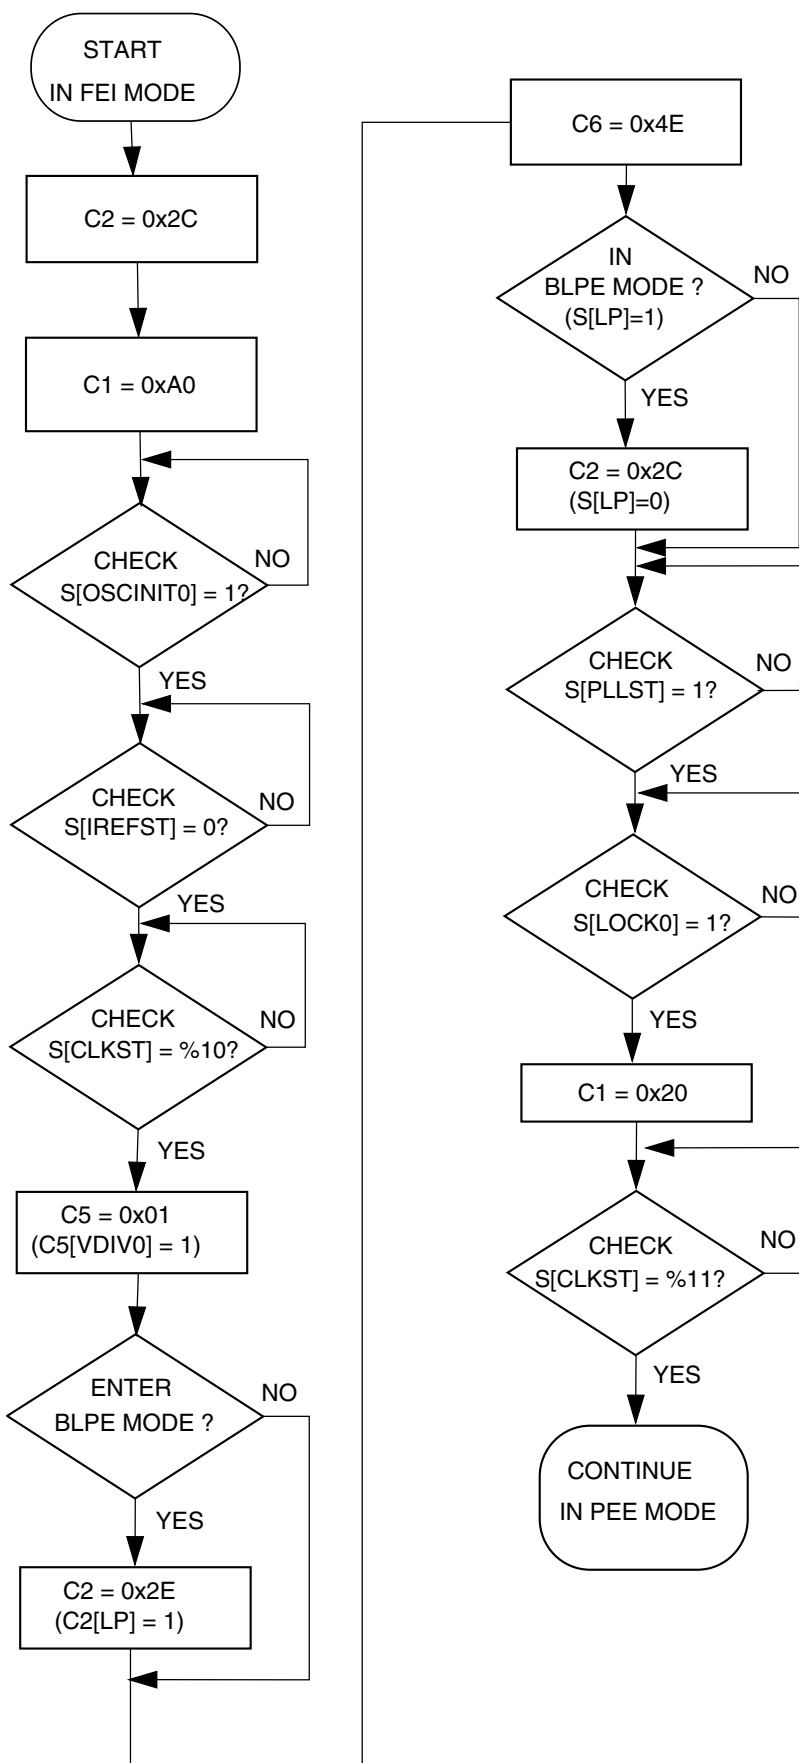 START
IN FEI MODE
C2 = 0x2C
C1 = 0xA0
CHECK
S[OSCINIT0] = 1?
NO
YES
CHECK
S[IREFST] = 0?
NO
YES
CHECK
S[CLKST] = %10?
NO
YES
C5 = 0x01
(C5[VDIV0] = 1)
ENTER
BLPE MODE ?
NO
YES
C2 = 0x2E
(C2[LP] = 1)
C6 = 0x4E
IN
BLPE MODE ?
(S[LP]=1)
NO
YES
C2 = 0x2C
(S[LP]=0)
CHECK
S[PLLST] = 1?
NO
YES
CHECK
S[LOCK0] = 1?
NO
YES
C1 = 0x20
CHECK
S[CLKST] = %11?
NO
YES
CONTINUE
IN PEE MODE